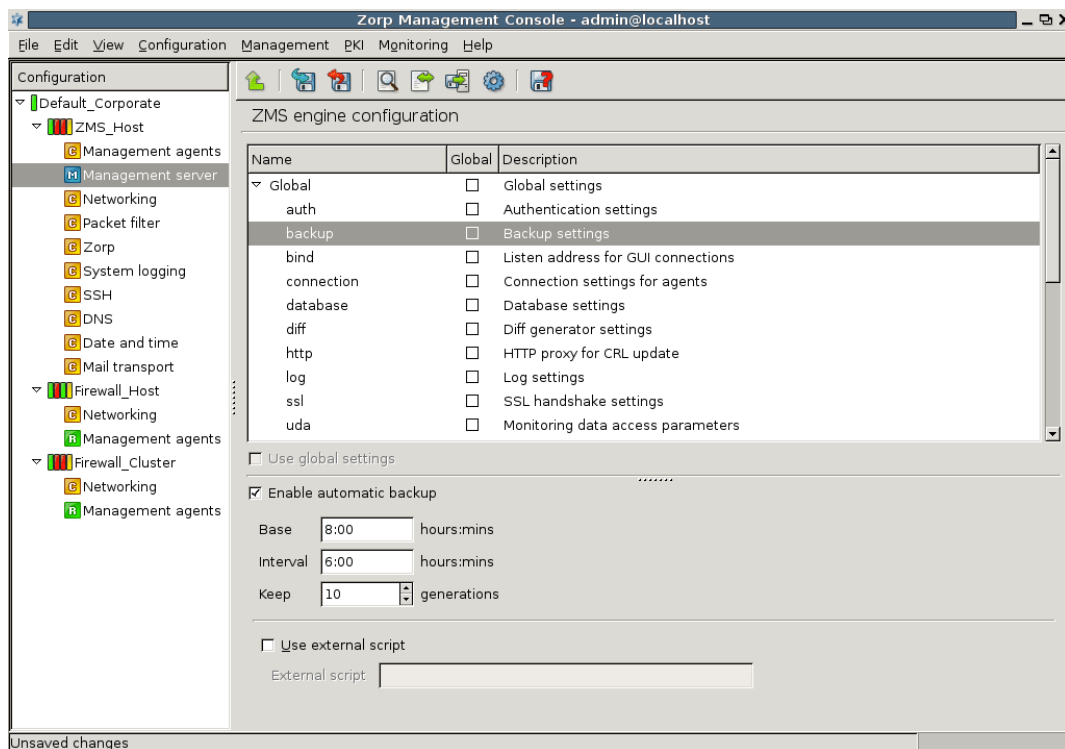 Zorp Management Console - admin@localhost
File Edit View Configuration Management PKI Monitoring Help
Configuration
Default_Corporate
ZMS_Host
C Management agents
M Management server
C Networking
C Packet filter
C Zorp
C System logging
C SSH
C DNS
C Date and time
C Mail transport
Firewall_Host
C Networking
R Management agents
Firewall_Cluster
C Networking
R Management agents
ZMS engine configuration
Name Global Description
Global Global settings
auth Authentication settings
backup Backup settings
bind Listen address for GUI connections
connection Connection settings for agents
database Database settings
diff Diff generator settings
http HTTP proxy for CRL update
log Log settings
ssl SSL handshake settings
uda Monitoring data access parameters
Use global settings
Enable automatic backup
Base 8:00 hours:mins
Interval 6:00 hours:mins
Keep 10 generations
Use external script
External script
Unsaved changes